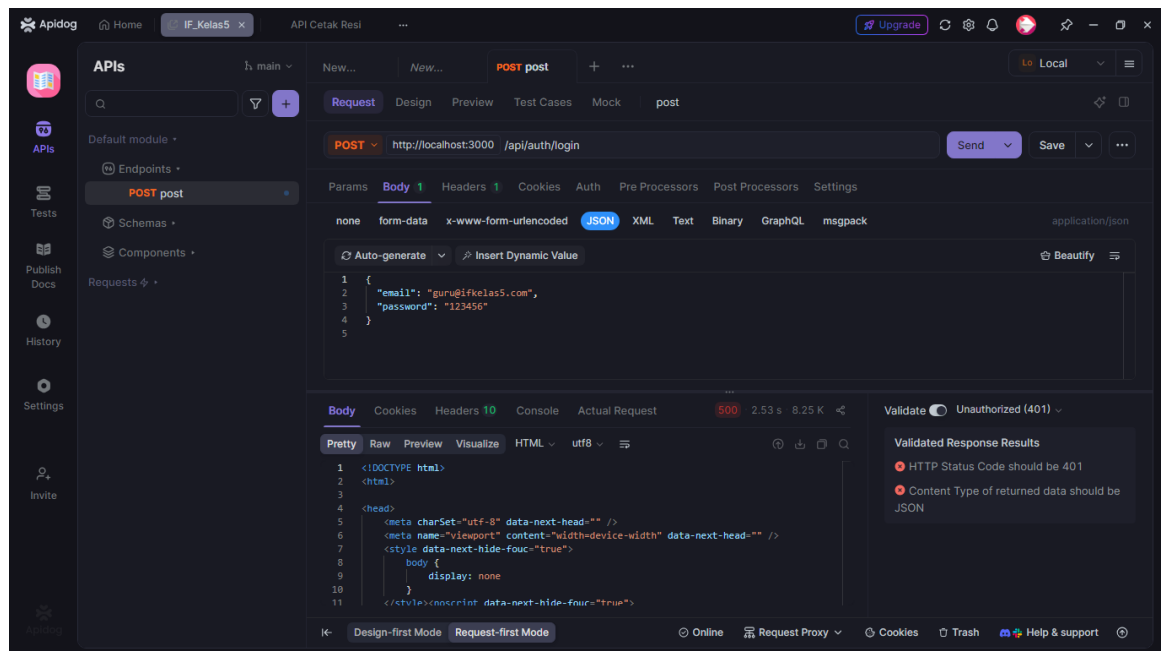 Apidog Home IF_Kelas5 × API Cetak Resi ... Upgrade
APIs main
New... New... POST post + ... Lo Local
Request Design Preview Test Cases Mock post
Default module
APIs
Endpoints
POST http://localhost:3000 /api/auth/login Send Save ...
POST post
Params Body 1 Headers 1 Cookies Auth Pre Processors Post Processors Settings
Tests
Schemas
none form-data x-www-form-urlencoded JSON XML Text Binary GraphQL msgpack application/json
Components
Auto-generate Insert Dynamic Value Beautify
Publish
Docs
Requests
1 {
2 "email": "guru@ifkelas5.com",
3 "password": "123456"
4 }
5
History
Settings
Body Cookies Headers 10 Console Actual Request 500 2.53 s 8.25 K
Validate Unauthorized (401)
Pretty Raw Preview Visualize HTML utf8
Validated Response Results
HTTP Status Code should be 401
Content Type of returned data should be
JSON
1 <!DOCTYPE html>
2 <html>
3
4 <head>
5 <meta charSet="utf-8" data-next-head="" />
6 <meta name="viewport" content="width=device-width" data-next-head="" />
7 <style data-next-hide-fouc="true">
8 body {
9 display: none
10 }
11 </style><noscript data-next-hide-fouc="true">
Invite
Apidog
Design-first Mode Request-first Mode Online Request Proxy Cookies Trash Help & support